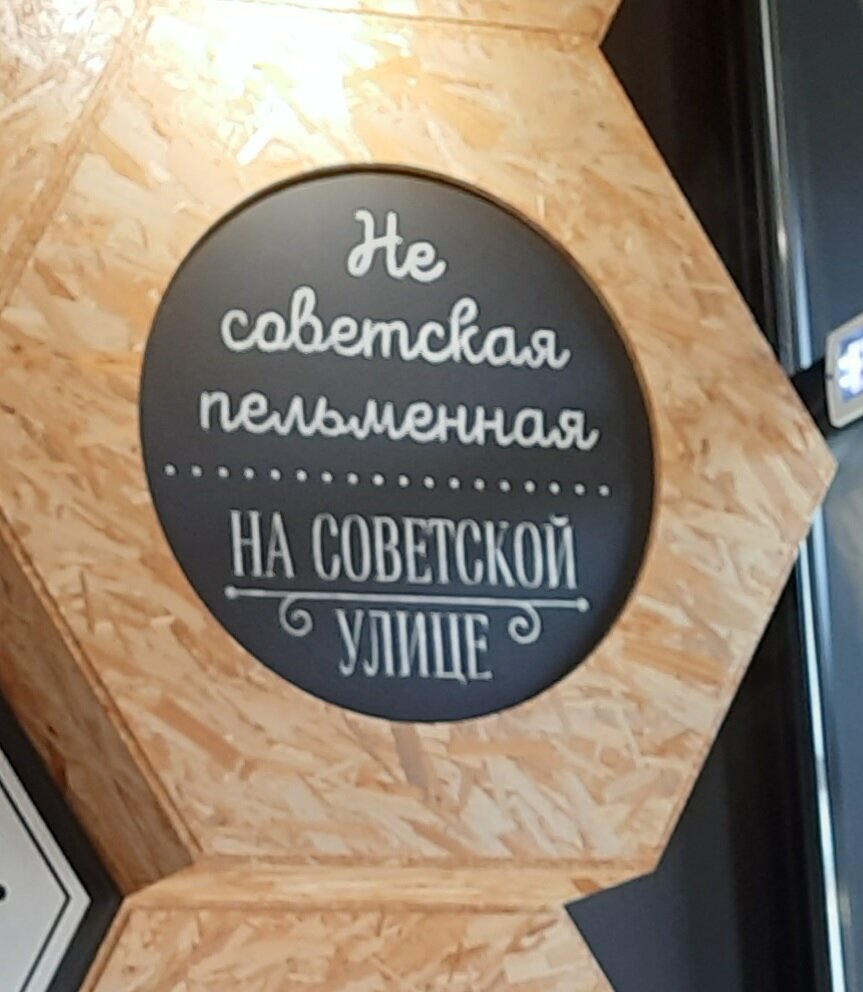 Не
советская
пельменная
НА СОВЕТСКОЙ
УЛИЦЕ